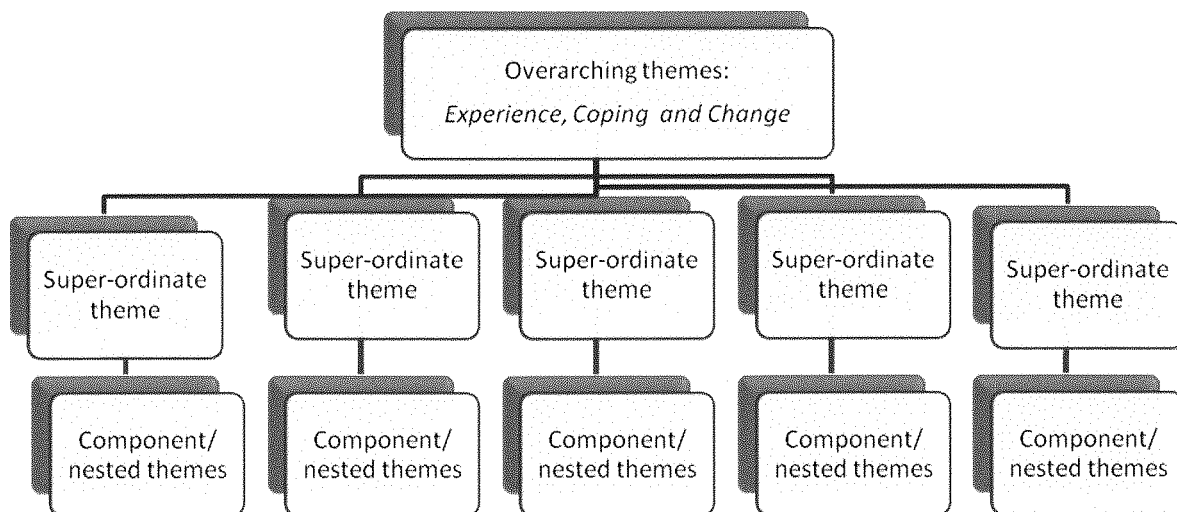 Overarching themes:
Experience, Coping and Change
Super-ordinate
theme
Super-ordinate
theme
Super-ordinate
theme
Super-ordinate
theme
Super-ordinate
theme
Component/
nested themes
Component/
nested themes
Component/
nested themes
Component/
nested themes
Component/
nested themes